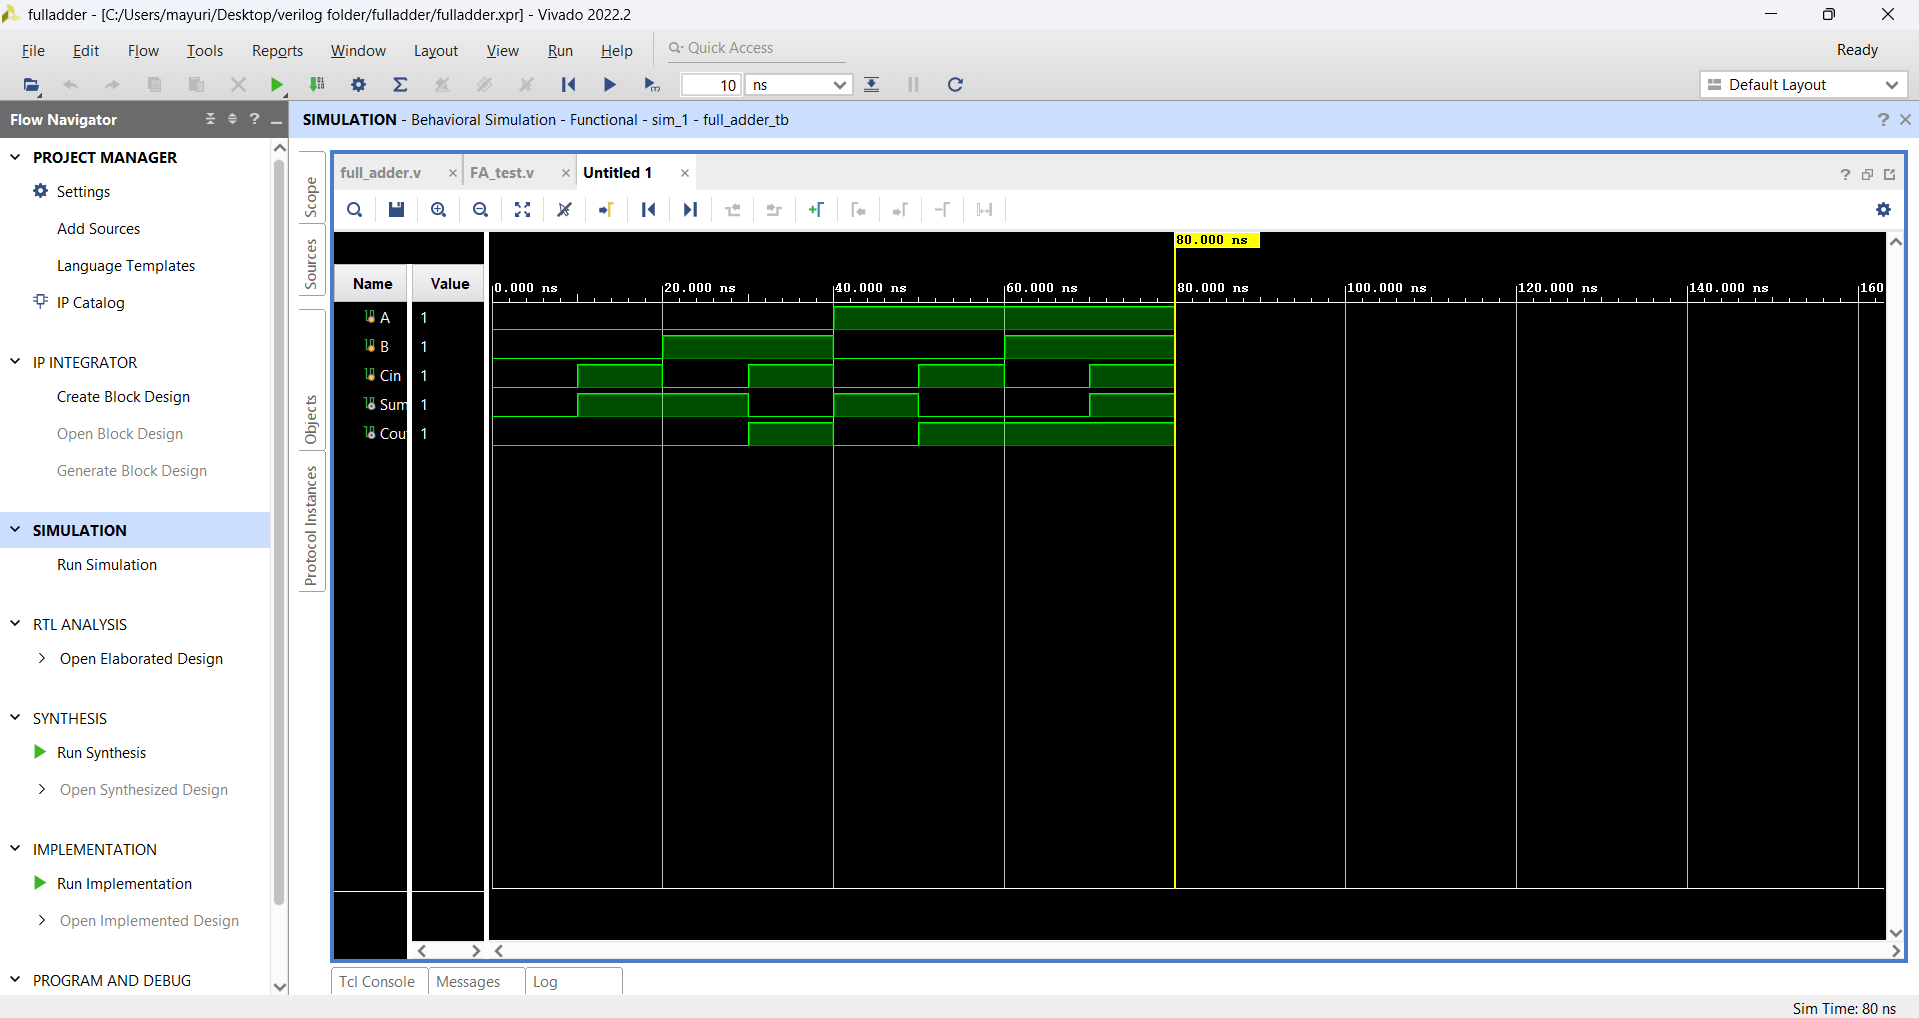 fulladder - [C:/Users/mayuri/Desktop/verilog folder/fulladder/fulladder.xpr] - Vivado 2022.2
File Edit Flow Tools Reports Window Layout View Run Help Quick Access Ready
10 ns Default Layout
Flow Navigator
SIMULATION - Behavioral Simulation - Functional - sim_1 - full_adder_tb
PROJECT MANAGER
Settings
Add Sources
Language Templates
IP Catalog
IP INTEGRATOR
Create Block Design
Open Block Design
Generate Block Design
SIMULATION
Run Simulation
RTL ANALYSIS
Open Elaborated Design
SYNTHESIS
Run Synthesis
Open Synthesized Design
IMPLEMENTATION
Run Implementation
Open Implemented Design
PROGRAM AND DEBUG
Scope
Sources
Objects
Protocol Instances
full_adder.v FA_test.v Untitled 1
80.000 ns
Name Value
0.000 ns 20.000 ns 40.000 ns 60.000 ns 80.000 ns 100.000 ns 120.000 ns 140.000 ns 160
A 1
B 1
Cin 1
Sum 1
Cou 1
Tcl Console Messages Log
Sim Time: 80 ns